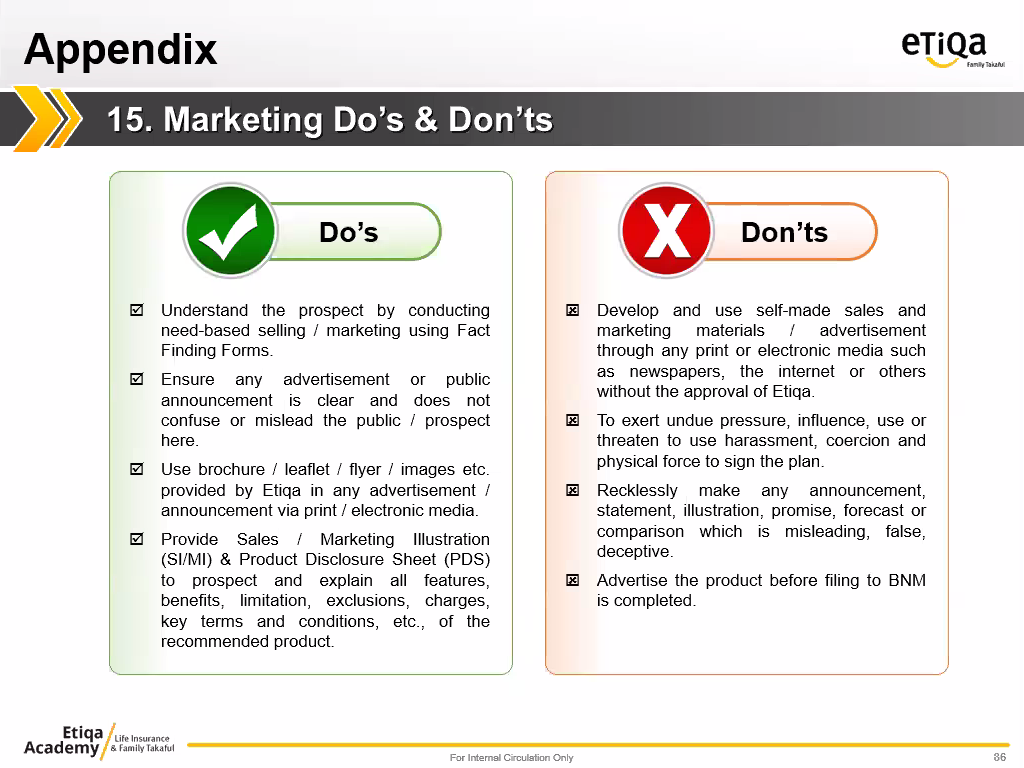 Appendix
eTiQa
Family Takaful
15. Marketing Do’s & Don’ts
Do’s
Understand the prospect by conducting
need-based selling / marketing using Fact
Finding Forms.
Ensure any advertisement or public
announcement is clear and does not
confuse or mislead the public / prospect
here.
Use brochure / leaflet / flyer / images etc.
provided by Etiqa in any advertisement /
announcement via print / electronic media.
Provide Sales / Marketing Illustration
(SI/MI) & Product Disclosure Sheet (PDS)
to prospect and explain all features,
benefits, limitation, exclusions, charges,
key terms and conditions, etc., of the
recommended product.
X
Don’ts
Develop and use self-made sales and
marketing materials / advertisement
through any print or electronic media such
as newspapers, the internet or others
without the approval of Etiqa.
To exert undue pressure, influence, use or
threaten to use harassment, coercion and
physical force to sign the plan.
Recklessly make any announcement,
statement, illustration, promise, forecast or
comparison which is misleading, false,
deceptive.
Advertise the product before filing to BNM
is completed.
Etiqa
Academy
Life Insurance
& Family Takaful
For Internal Circulation Only
86